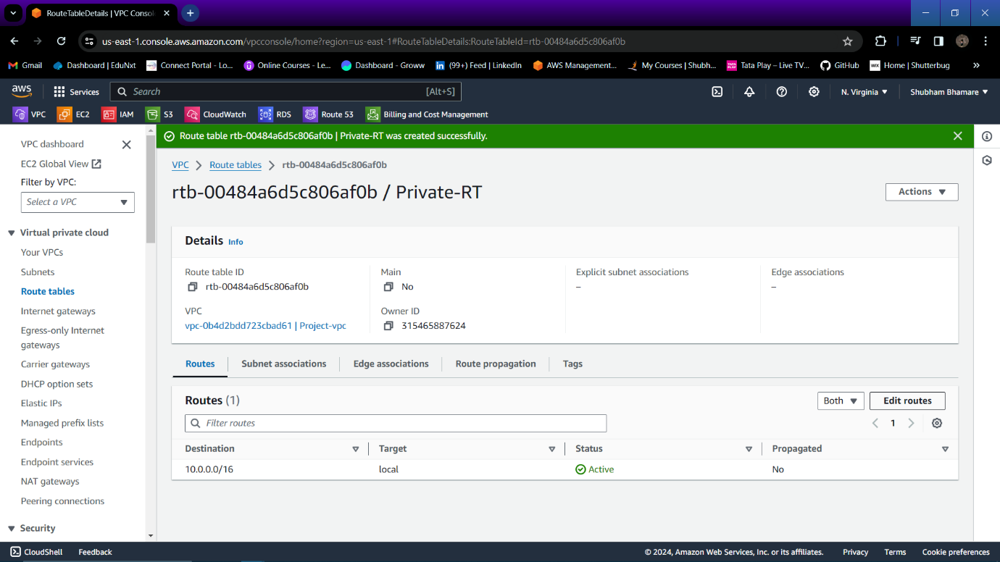 RouteTableDetails | VPC Consol
us-east-1.console.aws.amazon.com/vpcconsole/home?region=us-east-1#RouteTableDetails:RouteTableId=rtb-00484a6d5c806af0b
Gmail Dashboard | EduNxt Connect Portal - Lo... Online Courses - Le... Dashboard - Groww (99+) Feed | LinkedIn AWS Management... My Courses | Shubh... Tata Play – Live TV... GitHub WIX Home | Shutterbug
aws Services Search [Alt+S] N. Virginia Shubham Bhamare
VPC EC2 IAM S3 CloudWatch RDS Route 53 Billing and Cost Management
Route table rtb-00484a6d5c806af0b | Private-RT was created successfully.
VPC dashboard
EC2 Global View
Filter by VPC:
Select a VPC
Virtual private cloud
Your VPCs
Subnets
Route tables
Internet gateways
Egress-only Internet
gateways
Carrier gateways
DHCP option sets
Elastic IPs
Managed prefix lists
Endpoints
Endpoint services
NAT gateways
Peering connections
Security
VPC Route tables rtb-00484a6d5c806af0b
rtb-00484a6d5c806af0b / Private-RT
Actions
Details Info
Route table ID Main Explicit subnet associations Edge associations
rtb-00484a6d5c806af0b No – –
VPC Owner ID
vpc-0b4d2bdd723cbad61 | Project-vpc 315465887624
Routes Subnet associations Edge associations Route propagation Tags
Routes (1) Both Edit routes
Filter routes 1
Destination Target Status Propagated
10.0.0.0/16 local Active No
CloudShell Feedback © 2024, Amazon Web Services, Inc. or its affiliates. Privacy Terms Cookie preferences